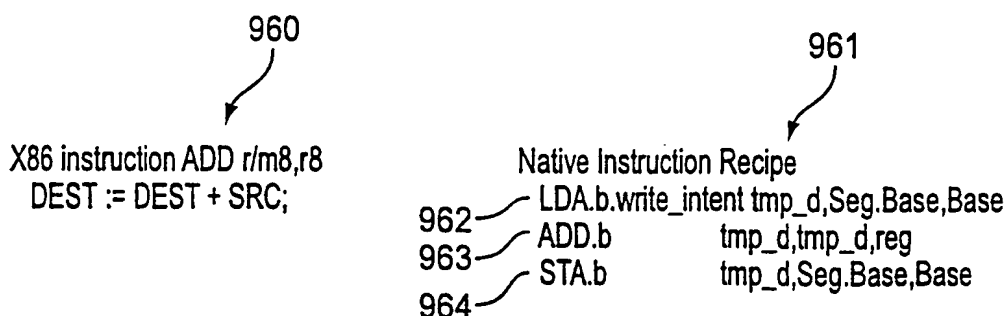 960
961
X86 instruction ADD r/m8,r8
DEST := DEST + SRC;
Native Instruction Recipe
962 LDA.b.write_intent tmp_d,Seg.Base,Base
963 ADD.b tmp_d,tmp_d,reg
964 STA.b tmp_d,Seg.Base,Base